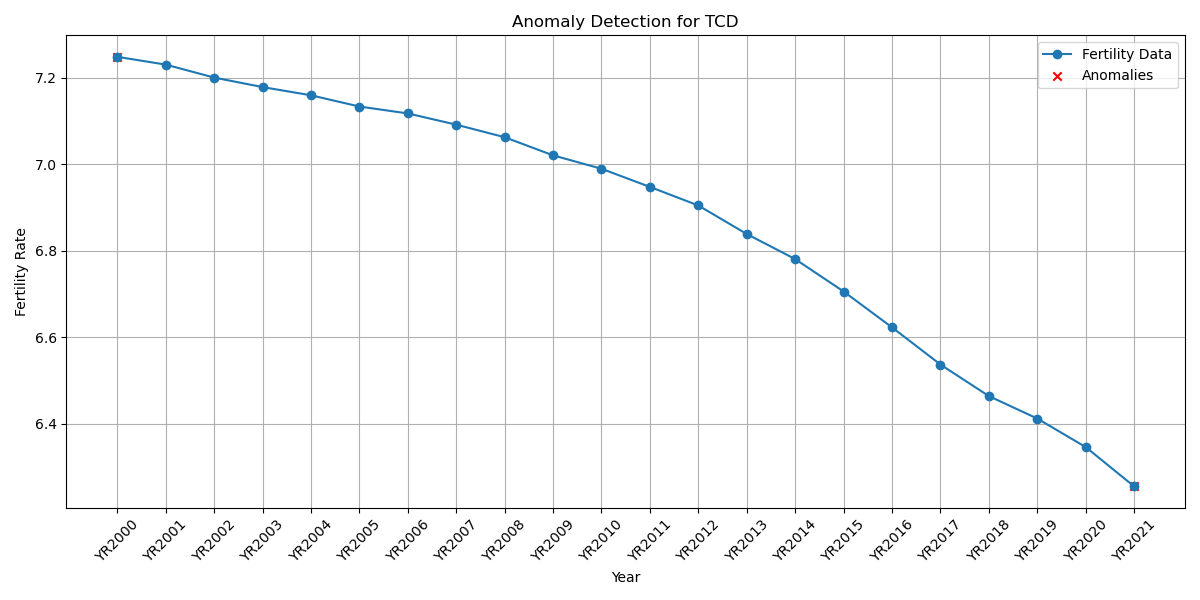 Anomaly Detection for TCD
Fertility Data
Anomalies
Fertility Rate
7.2
7.0
6.8
6.6
6.4
YR2000
YR2001
YR2002
YR2003
YR2004
YR2005
YR2006
YR2007
YR2008
YR2009
YR2010
YR2011
YR2012
YR2013
YR2014
YR2015
YR2016
YR2017
YR2018
YR2019
YR2020
YR2021
Year